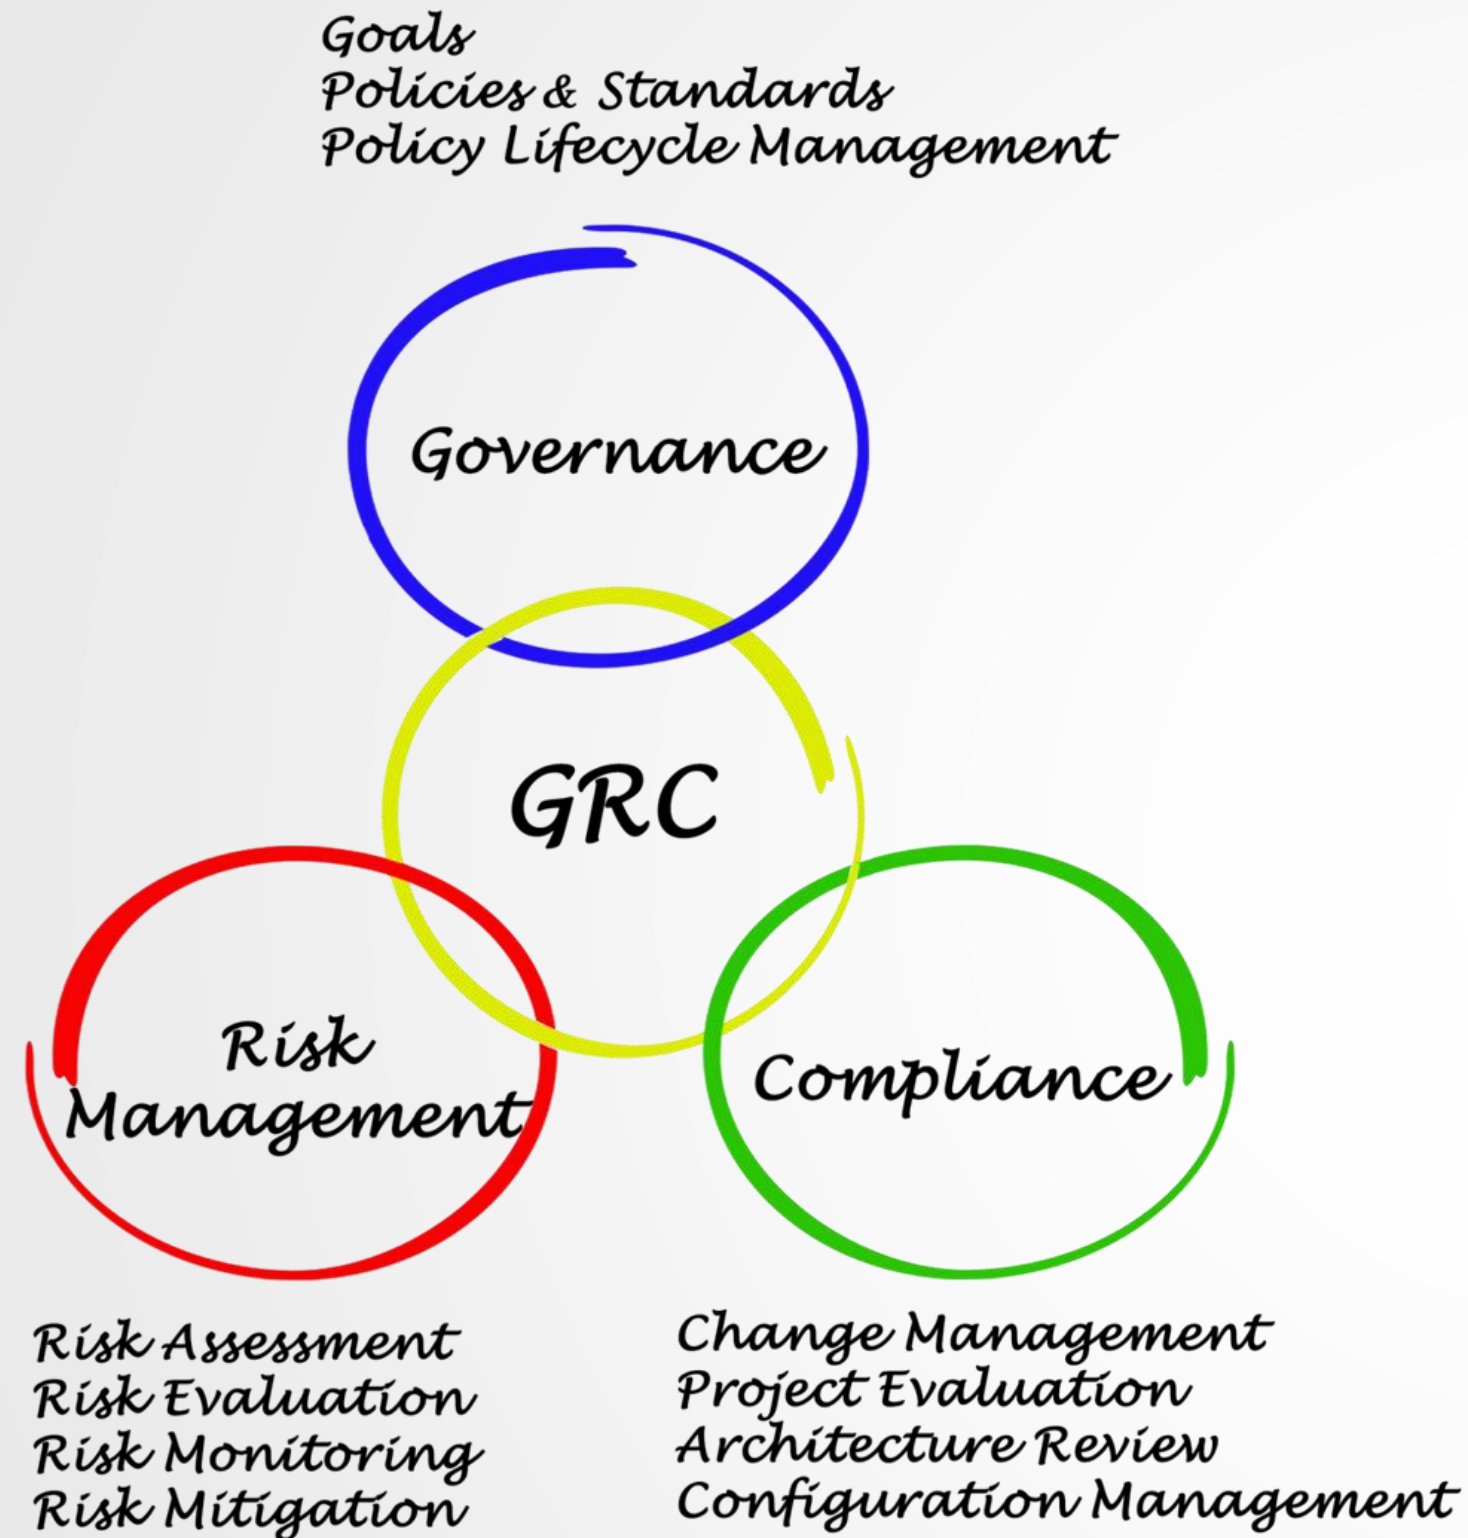 Goals
Policies & Standards
Policy Lifecycle Management
Governance
GRC
Risk
Management
Compliance
Risk Assessment
Risk Evaluation
Risk Monitoring
Risk Mitigation
Change Management
Project Evaluation
Architecture Review
Configuration Management